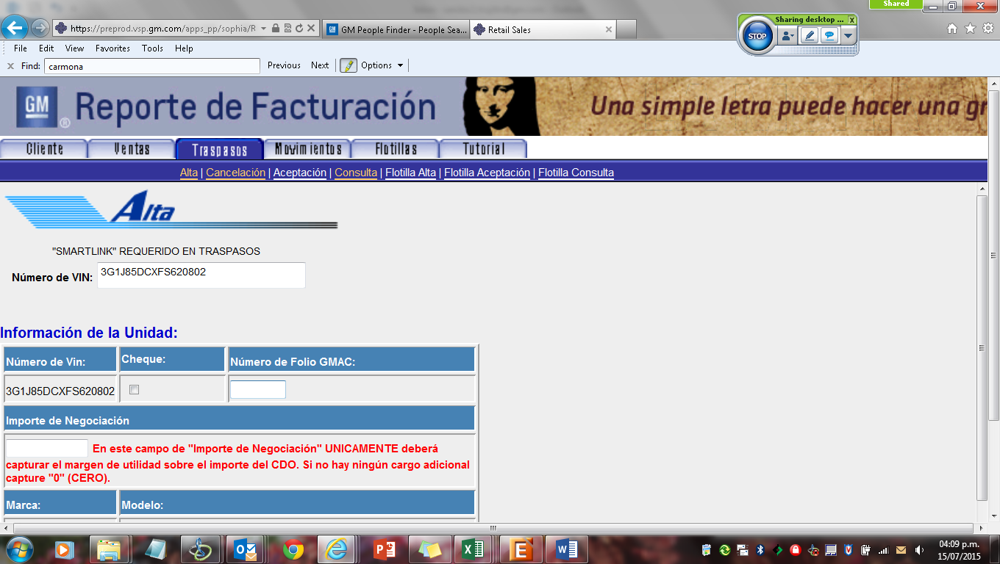 Shared
Sharing desktop ... X
STOP
https://preprod.vsp.gm.com/apps_pp/sophia/R
GM People Finder - People Sea...
Retail Sales
File Edit View Favorites Tools Help
Find: carmona Previous Next Options
GM Reporte de Facturación Una simple letra puede hacer una gr
Cliente Ventas Traspasos Movimientos Flotillas Tutorial
Alta | Cancelación | Aceptación | Consulta | Flotilla Alta | Flotilla Aceptación | Flotilla Consulta
Alta
"SMARTLINK" REQUERIDO EN TRASPASOS
Número de VIN: 3G1J85DCXFS620802
Información de la Unidad:
Número de Vin: Cheque: Número de Folio GMAC:
3G1J85DCXFS620802
Importe de Negociación
En este campo de "Importe de Negociación" UNICAMENTE deberá
capturar el margen de utilidad sobre el importe del CDO. Si no hay ningún cargo adicional
capture "0" (CERO).
Marca: Modelo:
04:09 p.m.
15/07/2015